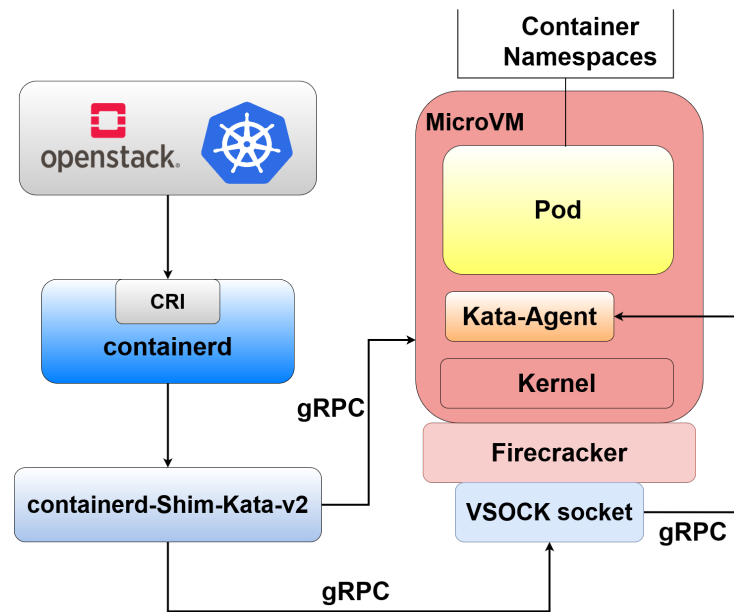 Container
Namespaces
MicroVM
openstack.
Pod
CRI
containerd
Kata-Agent
Kernel
gRPC
Firecracker
containerd-Shim-Kata-v2
VSOCK socket
gRPC
gRPC